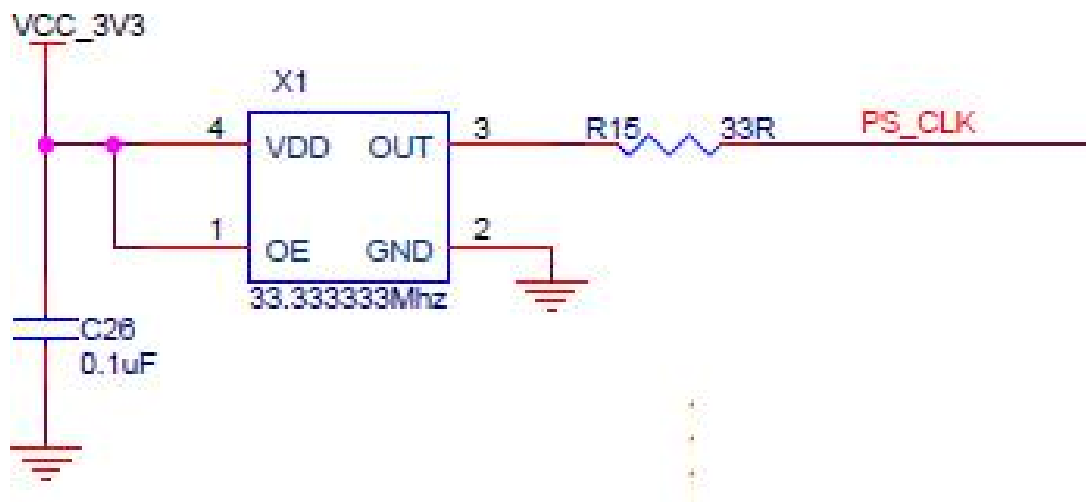 VCC_3V3
X1
4 VDD OUT 3 R15 33R PS_CLK
1 OE GND 2
33.333333Mhz
C26
0.1uF